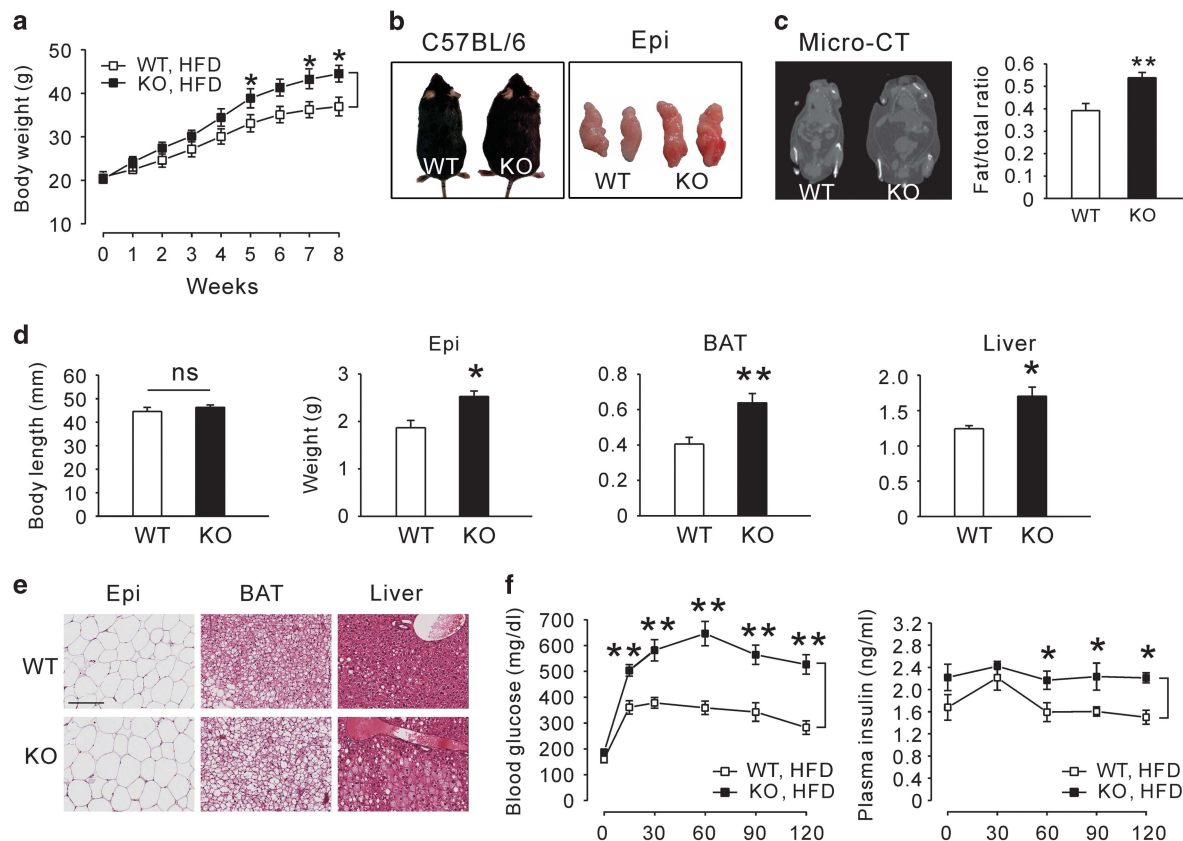 a
Body weight (g)
50
40
30
20
10
WT, HFD
KO, HFD
*
*
*
0 1 2 3 4 5 6 7 8
Weeks
b
C57BL/6
Epi
WT
KO
WT
KO
c
Micro-CT
WT
KO
Fat/total ratio
0.6
0.5
0.4
0.3
0.2
0.1
0
**
WT KO
d
Body length (mm)
60
50
40
30
20
10
0
ns
WT KO
Epi
Weight (g)
3
2
1
0
*
WT KO
BAT
0.8
0.6
0.4
0.2
0
**
WT KO
Liver
2.0
1.5
1.0
0.5
0.0
*
WT KO
e
Epi BAT Liver
WT
KO
f
Blood glucose (mg/dl)
700
600
500
400
300
200
100
0
**
**
**
**
**
WT, HFD
KO, HFD
0 30 60 90 120
Plasma insulin (ng/ml)
3.2
2.8
2.4
2.0
1.6
1.2
0.8
0.4
0
*
*
*
WT, HFD
KO, HFD
0 30 60 90 120